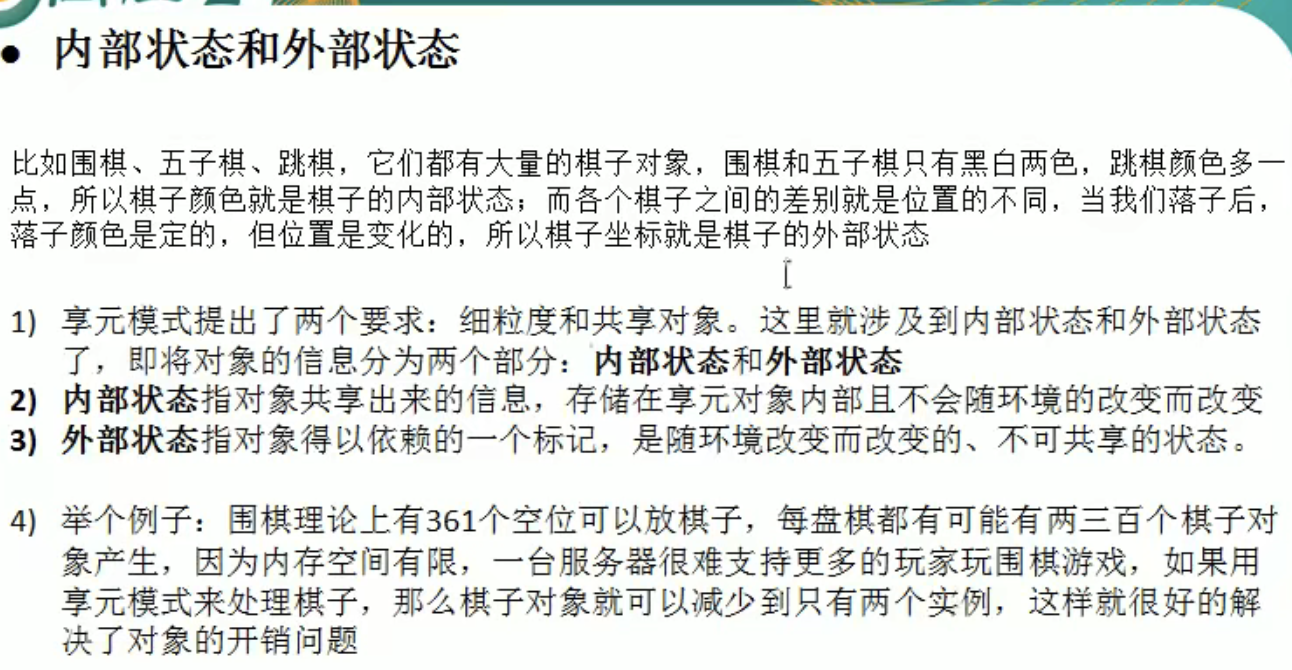 ● 内部状态和外部状态
比如围棋、五子棋、跳棋，它们都有大量的棋子对象，围棋和五子棋只有黑白两色，跳棋颜色多一
点，所以棋子颜色就是棋子的内部状态；而各个棋子之间的差别就是位置的不同，当我们落子后，
落子颜色是定的，但位置是变化的，所以棋子坐标就是棋子的外部状态
1) 享元模式提出了两个要求：细粒度和共享对象。这里就涉及到内部状态和外部状态
了，即将对象的信息分为两个部分：内部状态和外部状态
2) 内部状态指对象共享出来的信息，存储在享元对象内部且不会随环境的改变而改变
3) 外部状态指对象得以依赖的一个标记，是随环境改变而改变的、不可共享的状态。
4) 举个例子：围棋理论上有361个空位可以放棋子，每盘棋都有可能有两三百个棋子对
象产生，因为内存空间有限，一台服务器很难支持更多的玩家玩围棋游戏，如果用
享元模式来处理棋子，那么棋子对象就可以减少到只有两个实例，这样就很好的解
决了对象的开销问题